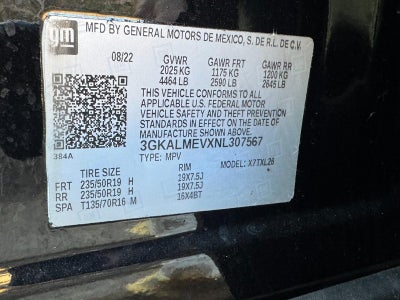 gm
MFD BY GENERAL MOTORS DE MEXICO, S. DE R.L. DE C.V.
08/22 GVWR GAWR FRT GAWR RR
2025 KG 1175 KG 1200 KG
4464 LB 2590 LB 2645 LB
THIS VEHICLE CONFORMS TO ALL
APPLICABLE U.S. FEDERAL MOTOR
VEHICLE SAFETY AND THEFT PREVENTION
STANDARDS IN EFFECT ON THE DATE OF
MANUFACTURE SHOWN ABOVE.
3GKALMEVXNL307567
384A TYPE: MPV MODEL: X7TXL26
TIRE SIZE RIM
FRT 235/50R19 H 19X7.5J
RR 235/50R19 H 19X7.5J
SPA T135/70R16 M 16X4BT